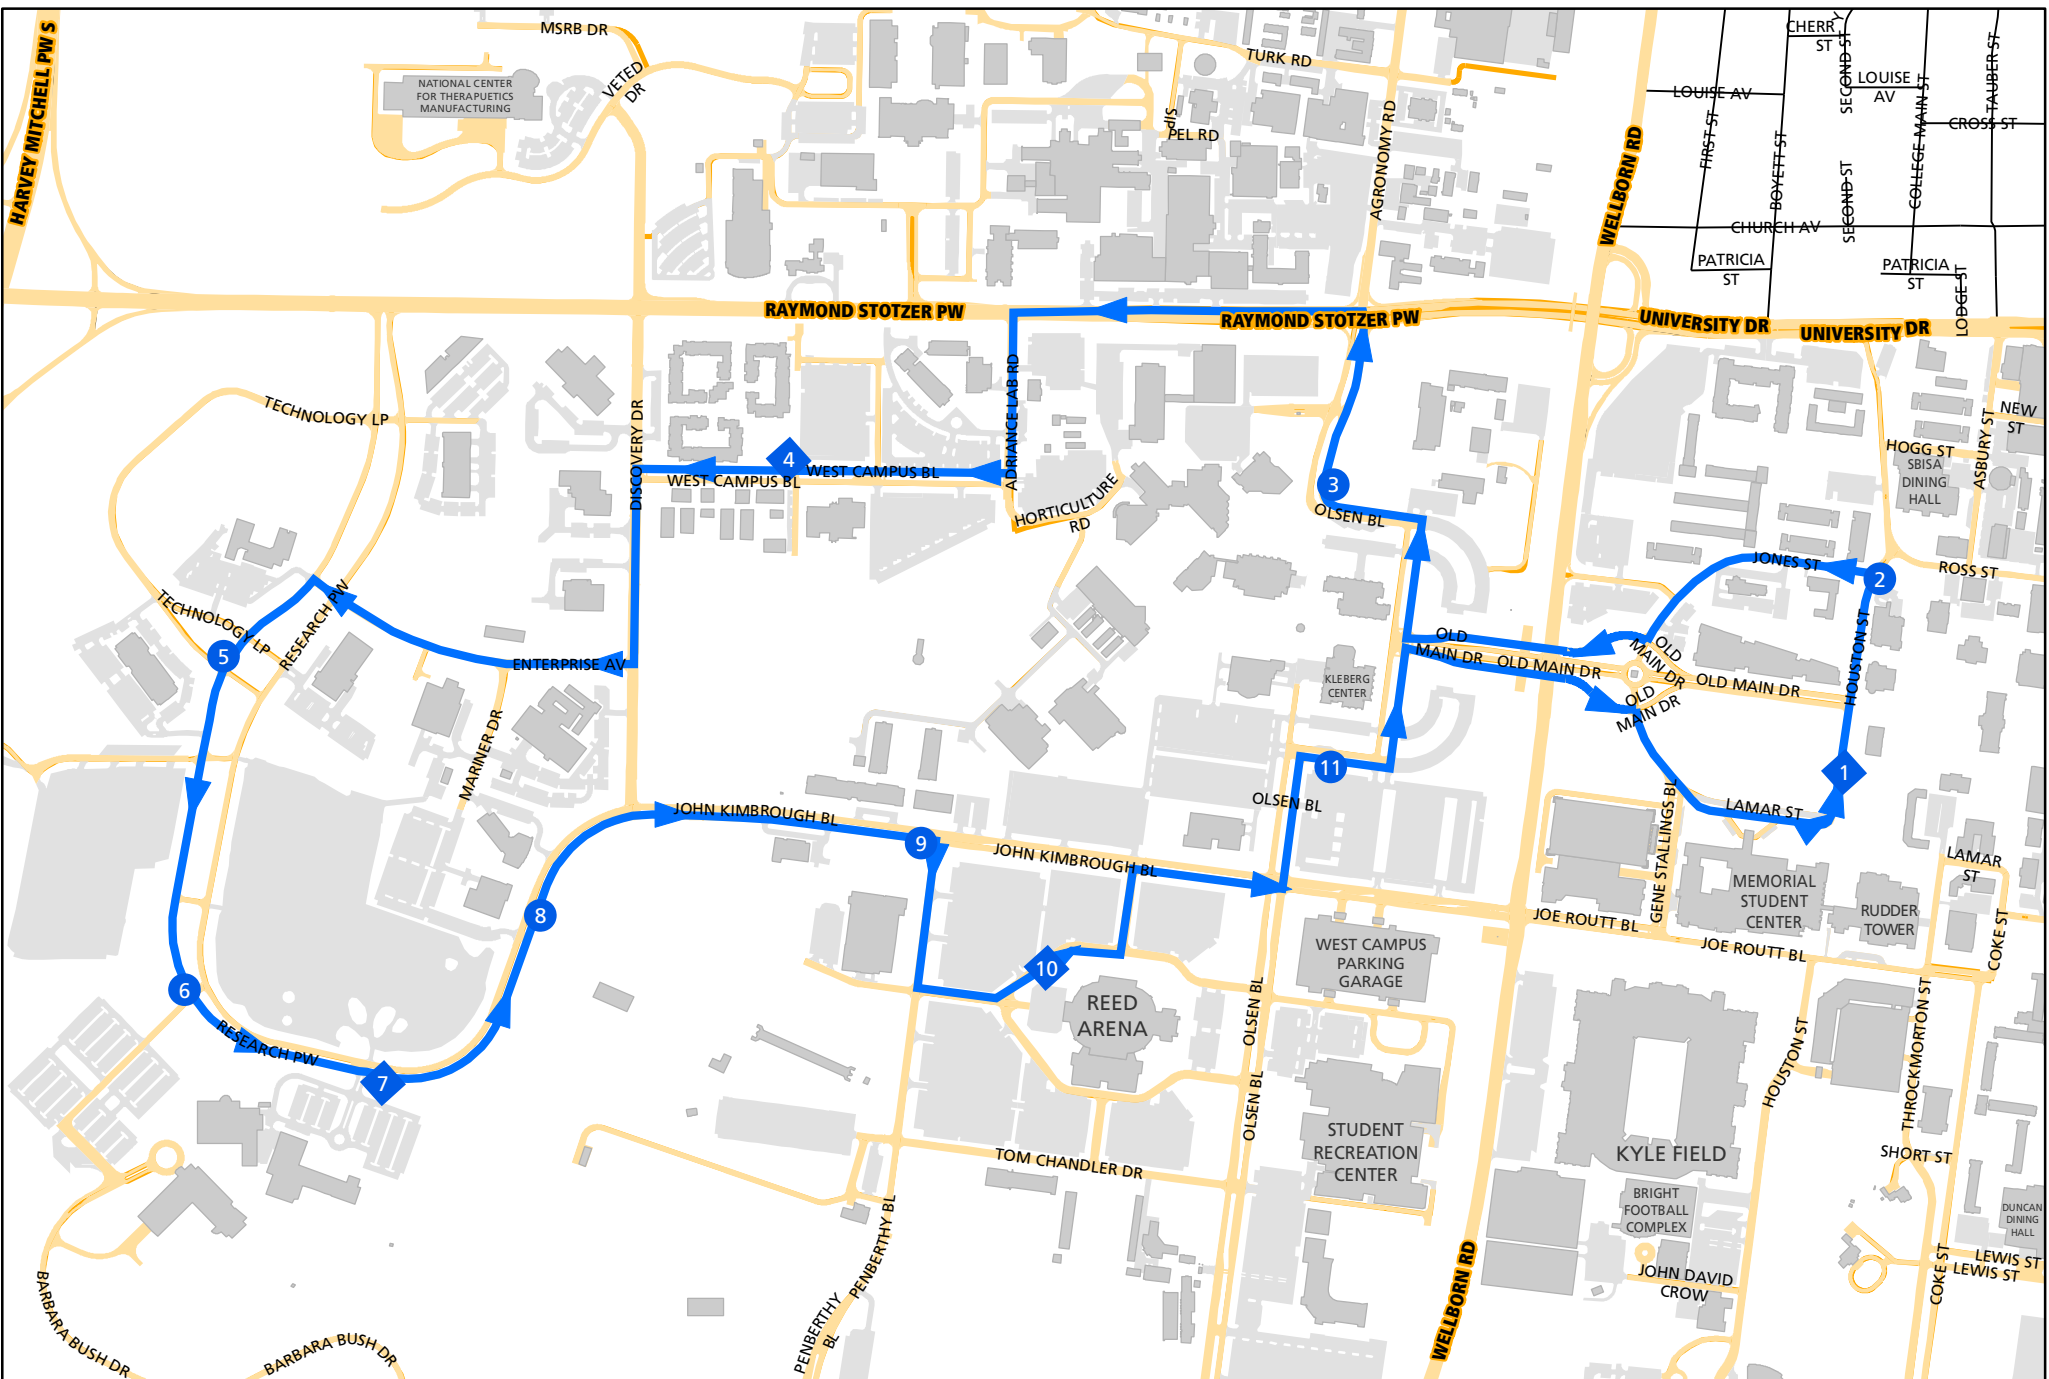 HARVEY MITCHELL PW S
MSRB DR
VETED
DR
NATIONAL CENTER
FOR THERAPUETICS
MANUFACTURING
TURK RD
SIP
PEL RD
AGRONOMY RD
WELLBORN RD
CHERR
Y
ST
LOUISE AV
LOUISE
AV
SECOND ST
FIRST ST
BOYETT ST
SECOND ST
COLLEGE MAIN ST
TAUBER ST
CROSS ST
CHURCH AV
PATRICIA
ST
PATRICIA
ST
LODGE ST
RAYMOND STOTZER PW
RAYMOND STOTZER PW
UNIVERSITY DR
UNIVERSITY DR
TECHNOLOGY LP
DISCOVERY DR
ADRIANCE LAB RD
4
WEST CAMPUS BL
WEST CAMPUS BL
HORTICULTURE
RD
3
OLSEN BL
NEW
ST
ASBURY ST
HOGG ST
SBISA
DINING
HALL
JONES ST
2
ROSS ST
HOUSTON ST
TECHNOLOGY LP
RESEARCH PW
5
ENTERPRISE AV
MARINER DR
OLD
MAIN DR
OLD MAIN DR
OLD
MAIN DR
OLD MAIN DR
OLD
MAIN DR
KLEBERG
CENTER
11
1
OLSEN BL
LAMAR ST
GENE STALLINGS BL
JOHN KIMBROUGH BL
9
JOHN KIMBROUGH BL
LAMAR
ST
MEMORIAL
STUDENT
CENTER
RUDDER
TOWER
COKE ST
8
JOE ROUTT BL
JOE ROUTT BL
WEST CAMPUS
PARKING
GARAGE
10
6
REED
ARENA
OLSEN BL
RESEARCH PW
7
HOUSTON ST
THROCKMORTON ST
OLSEN BL
STUDENT
RECREATION
CENTER
KYLE FIELD
SHORT ST
TOM CHANDLER DR
BRIGHT
FOOTBALL
COMPLEX
DUNCAN
DINING
HALL
PENBERTHY BL
WELLBORN RD
COKE ST
LEWIS ST
LEWIS ST
JOHN DAVID
CROW
PENBERTHY
BL
BARBARA BUSH DR
BARBARA BUSH DR